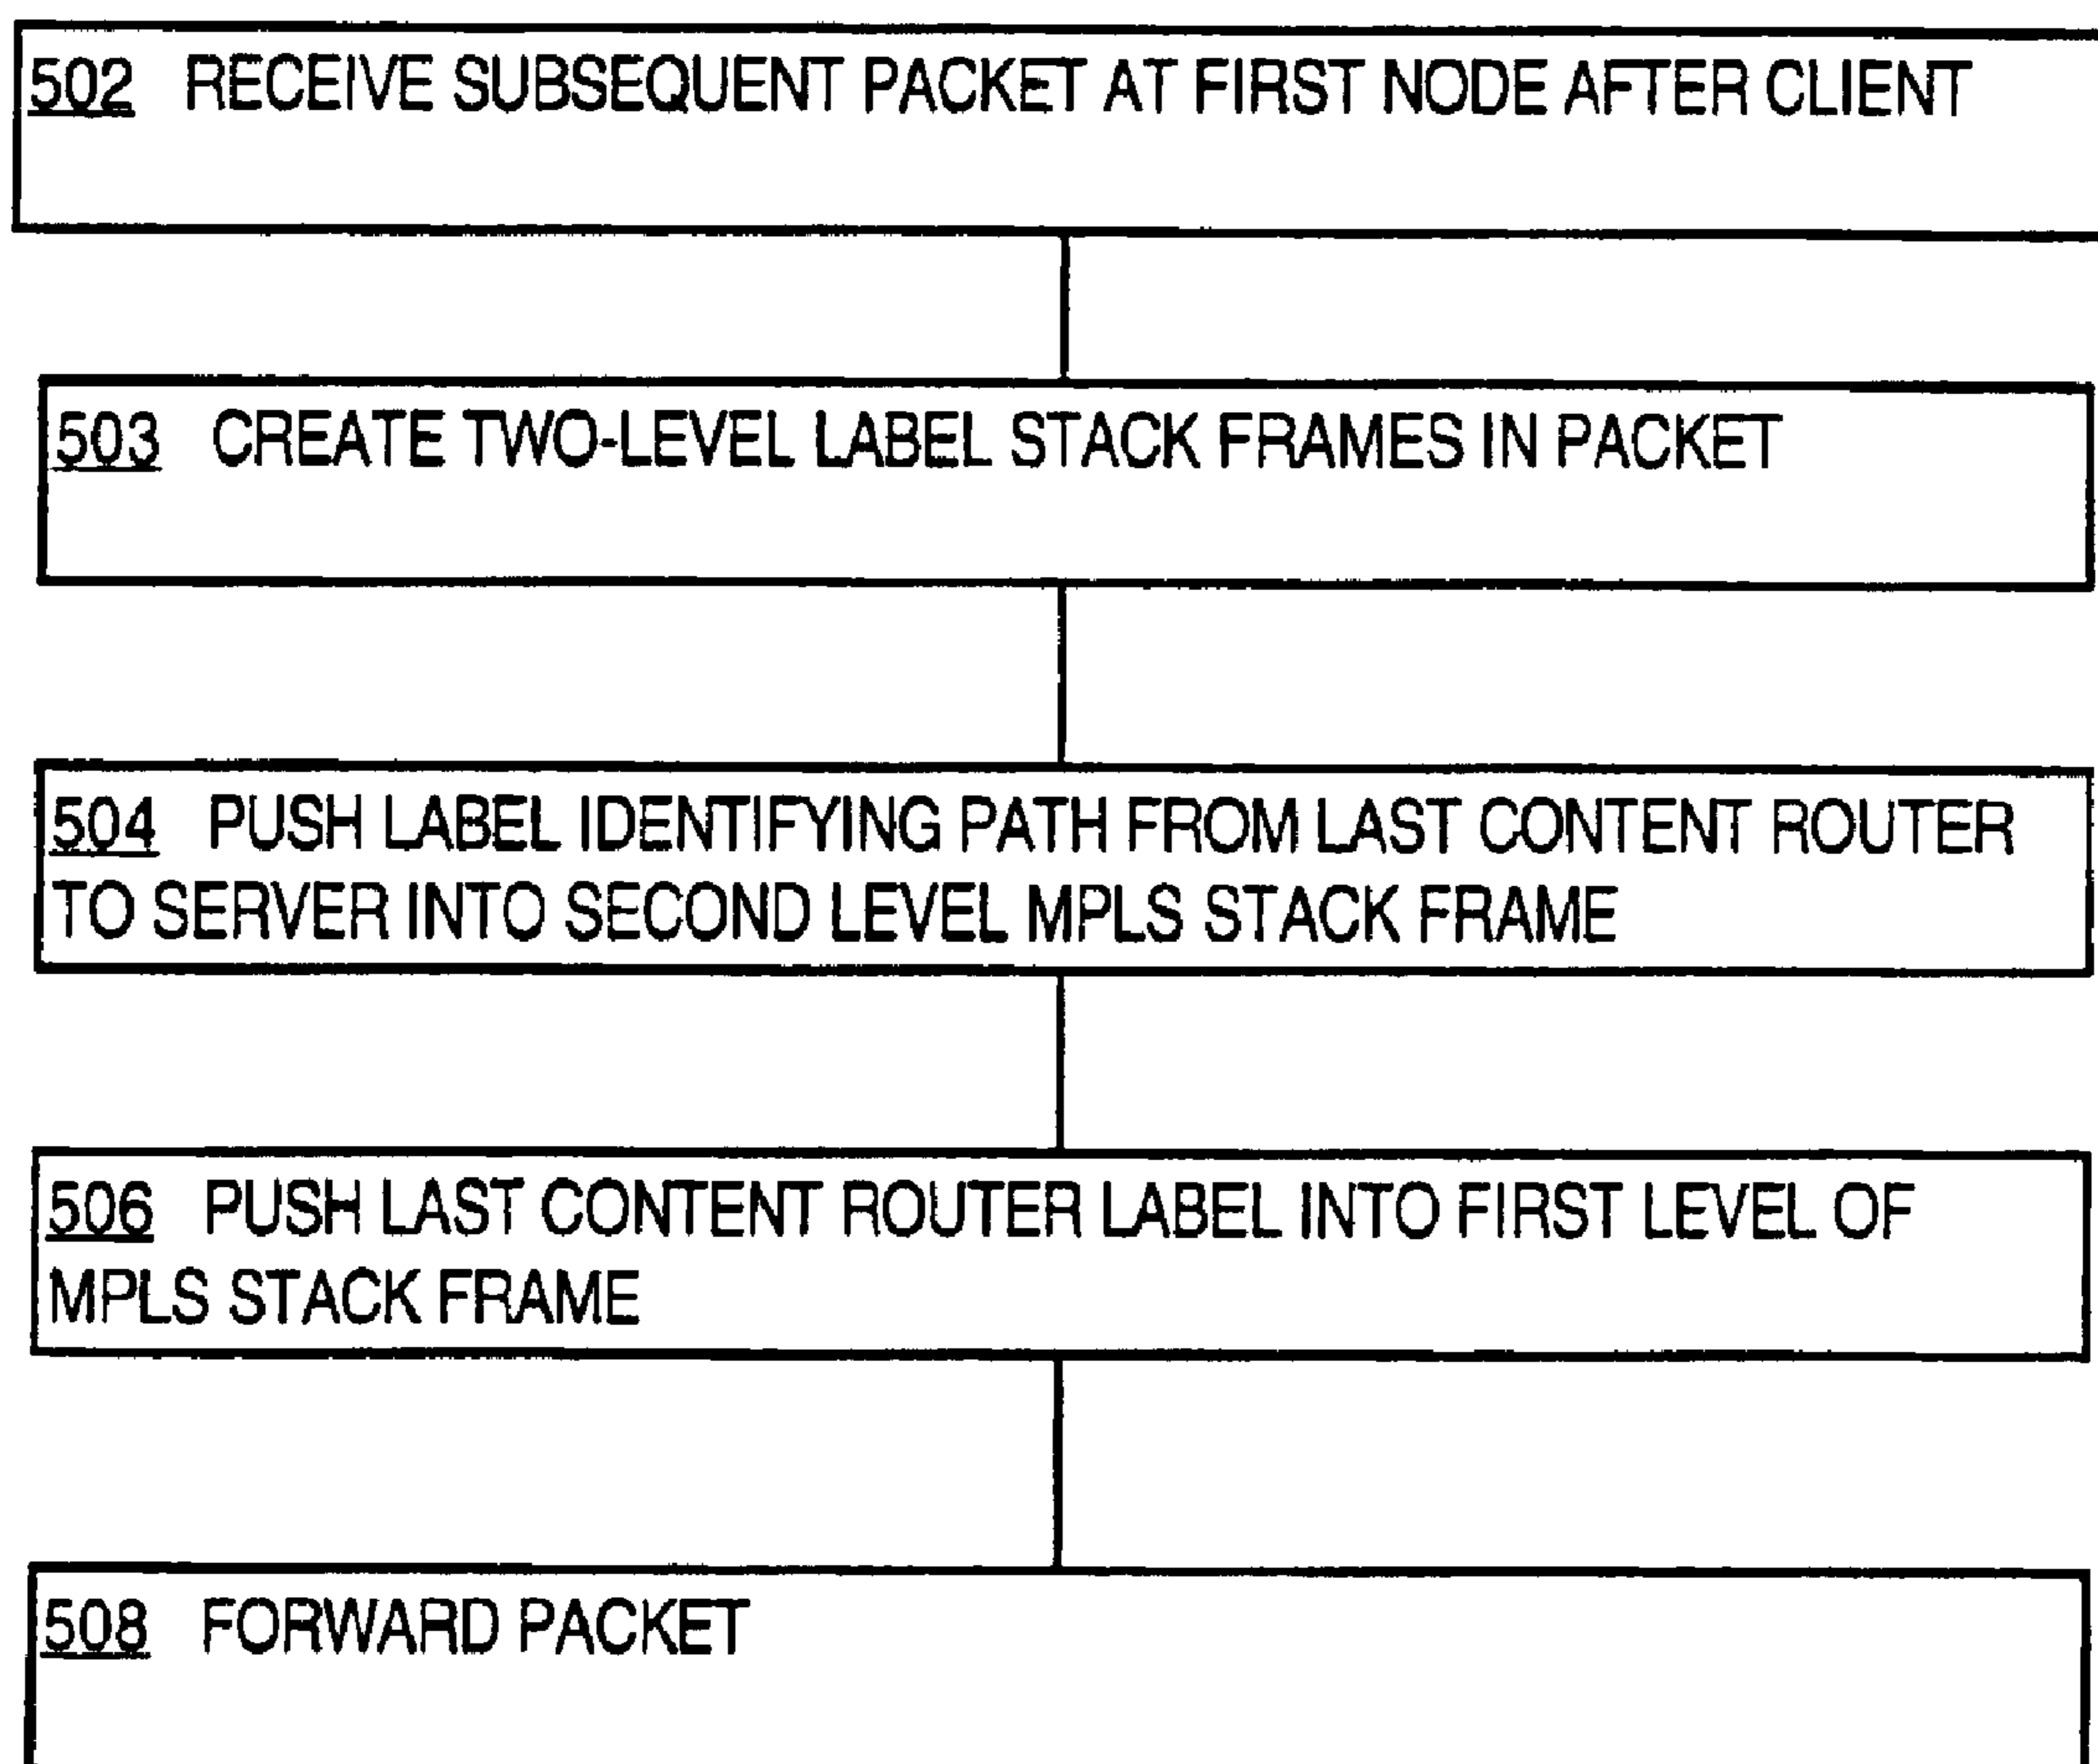 502 RECEIVE SUBSEQUENT PACKET AT FIRST NODE AFTER CLIENT
503 CREATE TWO-LEVEL LABEL STACK FRAMES IN PACKET
504 PUSH LABEL IDENTIFYING PATH FROM LAST CONTENT ROUTER
TO SERVER INTO SECOND LEVEL MPLS STACK FRAME
506 PUSH LAST CONTENT ROUTER LABEL INTO FIRST LEVEL OF
MPLS STACK FRAME
508 FORWARD PACKET